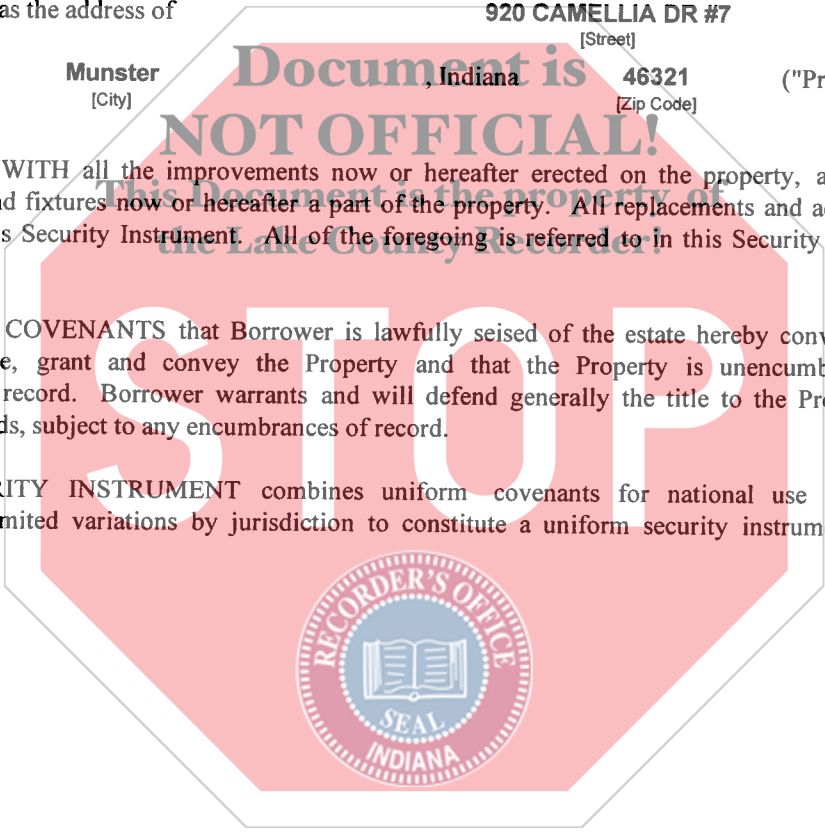 as the address of 920 CAMELLIA DR #7
[Street]
Munster , Indiana 46321 ("Pr
[City] [Zip Code]
Document is
NOT OFFICIAL!
This Document is the property of
the Lake County Recorder!
WITH all the improvements now or hereafter erected on the property, a
d fixtures now or hereafter a part of the property. All replacements and a
s Security Instrument. All of the foregoing is referred to in this Security
COVENANTS that Borrower is lawfully seised of the estate hereby conv
e, grant and convey the Property and that the Property is unencumb
record. Borrower warrants and will defend generally the title to the Pr
ds, subject to any encumbrances of record.
RITY INSTRUMENT combines uniform covenants for national use
mited variations by jurisdiction to constitute a uniform security instrum
STOP
RECORDER'S OFFICE
SEAL
INDIANA